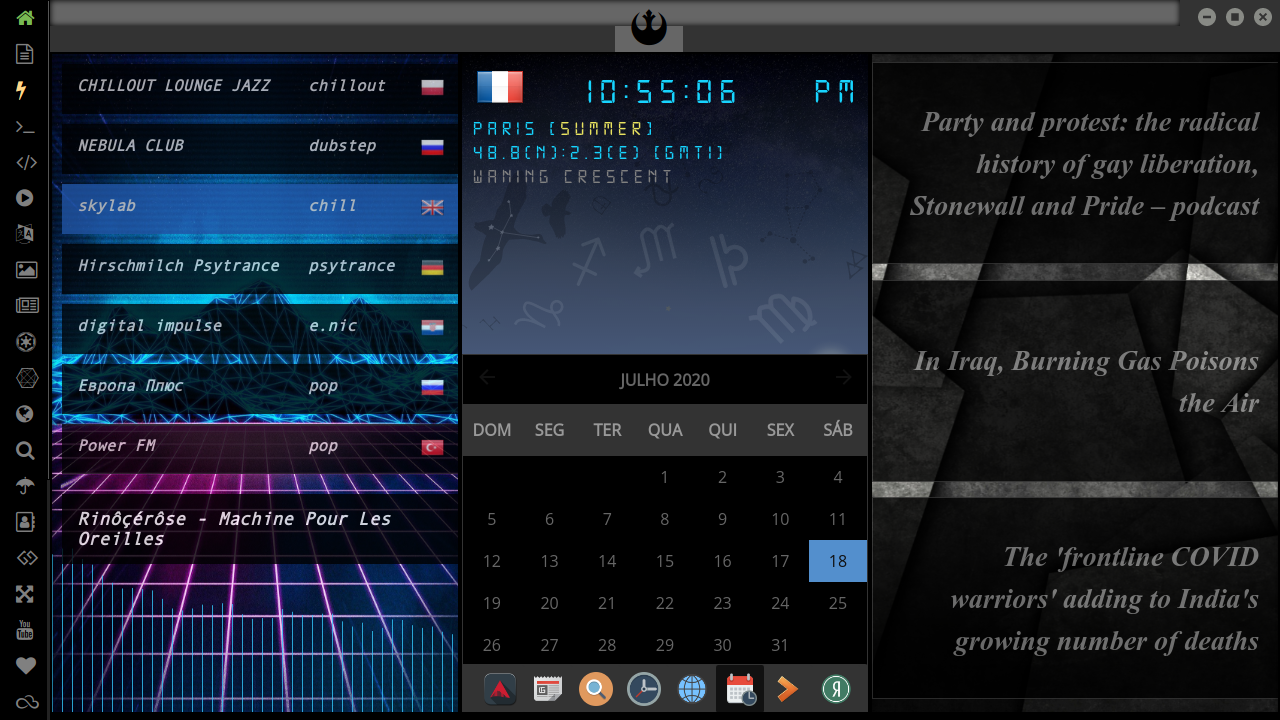 CHILLOUT LOUNGE JAZZ chillout
NEBULA CLUB dubstep
skylab chill
Hirschmilch Psytrance psytrance
digital impulse e.nic
Европа Плюс pop
Power FM pop
Rinôçérôse - Machine Pour Les
Oreilles
10:55:06 PM
PARIS [SUMMER]
48.8(N):2.3(E) [GMT1]
WANING CRESCENT
JULHO 2020
DOM SEG TER QUA QUI SEX SÁB
1 2 3 4
5 6 7 8 9 10 11
12 13 14 15 16 17 18
19 20 21 22 23 24 25
26 27 28 29 30 31
Party and protest: the radical
history of gay liberation,
Stonewall and Pride – podcast
In Iraq, Burning Gas Poisons
the Air
The 'frontline COVID
warriors' adding to India's
growing number of deaths
You
Tube